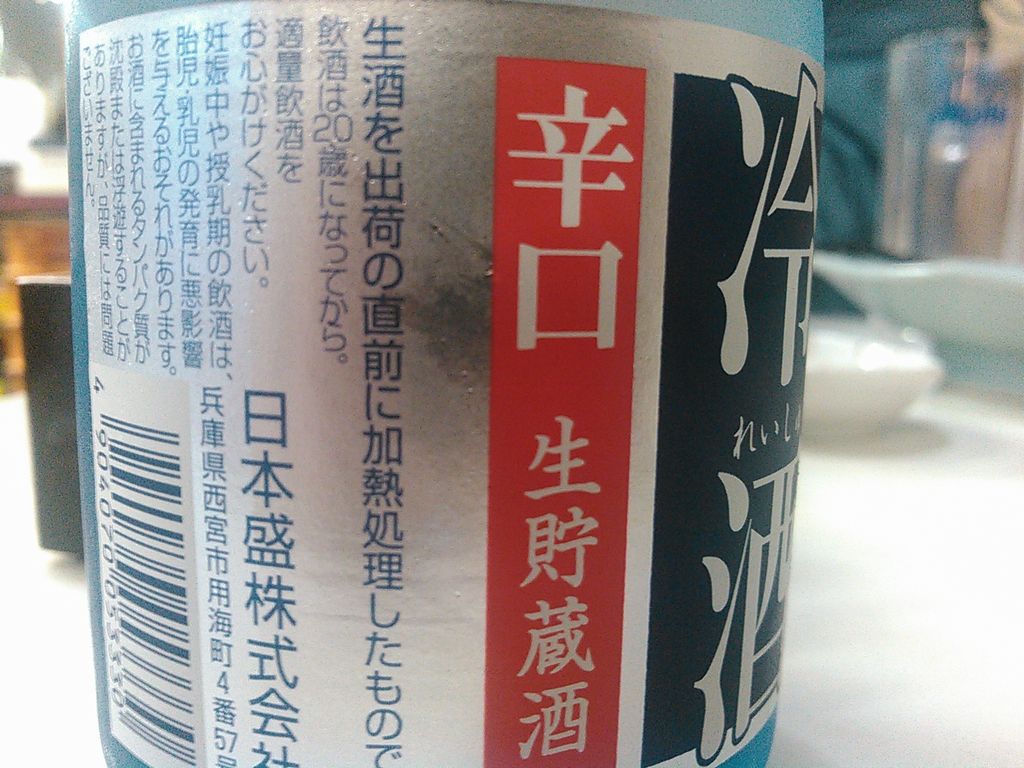 冷酒
れいしゅ
辛口 生貯蔵酒
生酒を出荷の直前に加熱処理したもので
飲酒は20歳になってから。
適量飲酒を
お心がけください。
妊娠中や授乳期の飲酒は、
胎児・乳児の発育に悪影響
を与えるおそれがあります。
お酒に含まれるタンパク質が
沈殿または浮遊することが
ありますが、品質には問題
ございません。
日本盛株式会社
兵庫県西宮市用海町4番57号
4 904070 053330